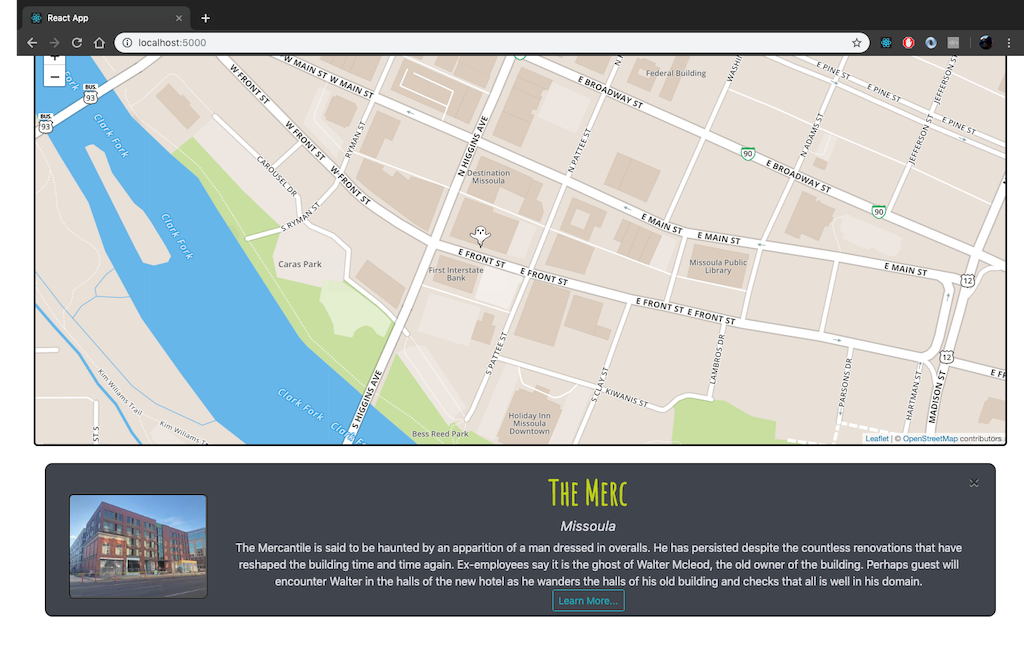 React App
localhost:5000
+
−
Fork
BUS.
93
BUS.
93
Clark Fork
Clark Fork
W FRONT ST
W MAIN ST W MAIN ST
W FRONT ST
W FRONT ST
RYMAN ST
CAROUSEL DR
S RYMAN ST
N HIGGINS AVE
Destination
Missoula
Federal Building
E BROADWAY ST
N PATTEE ST
90
E BROADWAY ST
90
N ADAMS ST
E PINE ST
E PINE ST
E PINE ST
JEFFERSON ST
JEFFERSON ST
E MAIN ST
E MAIN ST
E MAIN ST
Missoula Public
Library
Caras Park
First Interstate
Bank
E FRONT ST
E FRONT ST
E FRONT ST E FRONT ST
12
12
S PATTEE ST
S CLAY ST
KIWANIS ST
LAMBROS DR
PARSONS DR
HARTMAN ST
MADISON ST
S HIGGINS AVE
Clark Fork
Kim Williams Trail
Holiday Inn
Missoula
Downtown
Bess Reed Park
Leaflet | © OpenStreetMap contributors
The Merc
×
Missoula
The Mercantile is said to be haunted by an apparition of a man dressed in overalls. He has persisted despite the countless renovations that have
reshaped the building time and time again. Ex-employees say it is the ghost of Walter Mcleod, the old owner of the building. Perhaps guest will
encounter Walter in the halls of the new hotel as he wanders the halls of his old building and checks that all is well in his domain.
Learn More...